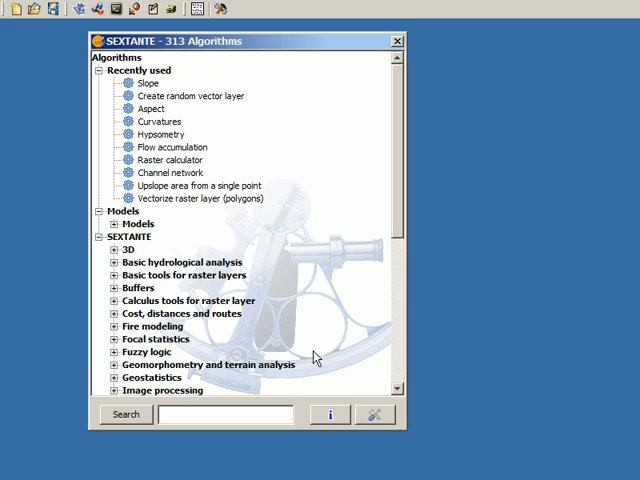 SEXTANTE - 313 Algorithms
Algorithms
Recently used
Slope
Create random vector layer
Aspect
Curvatures
Hypsometry
Flow accumulation
Raster calculator
Channel network
Upslope area from a single point
Vectorize raster layer (polygons)
Models
Models
SEXTANTE
3D
Basic hydrological analysis
Basic tools for raster layers
Buffers
Calculus tools for raster layer
Cost, distances and routes
Fire modeling
Focal statistics
Fuzzy logic
Geomorphometry and terrain analysis
Geostatistics
Image processing
Search
i